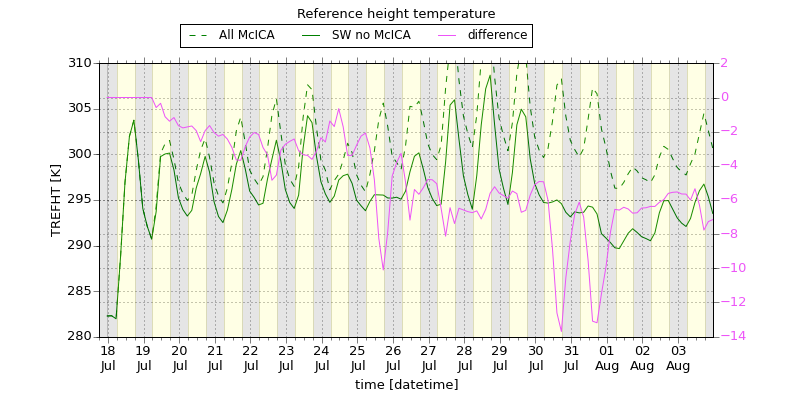 Reference height temperature
All McICA SW no McICA difference
310 2
305 0
300 −2
295 −4
290 −6
285 −8
280 −10
−12
−14
TREFHT [K]
18 19 20 21 22 23 24 25 26 27 28 29 30 31 01 02 03
Jul Jul Jul Jul Jul Jul Jul Jul Jul Jul Jul Jul Jul Jul Aug Aug Aug
time [datetime]